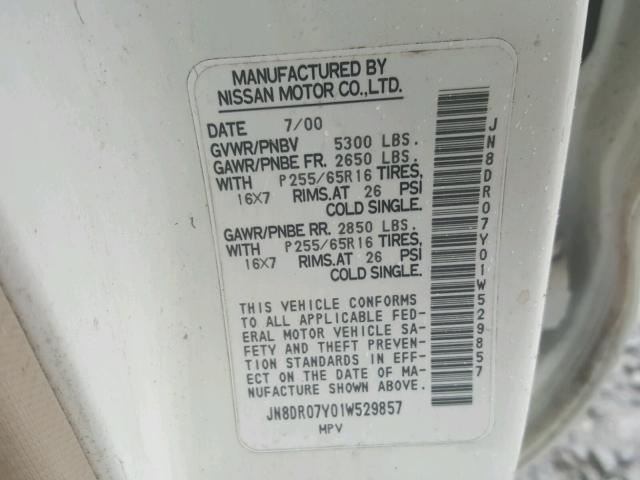 MANUFACTURED BY
NISSAN MOTOR CO.,LTD.
DATE 7/00
GVWR/PNBV 5300 LBS.
GAWR/PNBE FR. 2650 LBS.
WITH P255/65R16 TIRES,
16X7 RIMS.AT 26 PSI
COLD SINGLE.
GAWR/PNBE RR. 2850 LBS.
WITH P255/65R16 TIRES,
16X7 RIMS.AT 26 PSI
COLD SINGLE.
THIS VEHICLE CONFORMS
TO ALL APPLICABLE FED-
ERAL MOTOR VEHICLE SA-
FETY AND THEFT PREVEN-
TION STANDARDS IN EFF-
ECT ON THE DATE OF MA-
NUFACTURE SHOWN ABOVE.
JN8DR07Y01W529857
MPV
JN8DR07Y01W529857